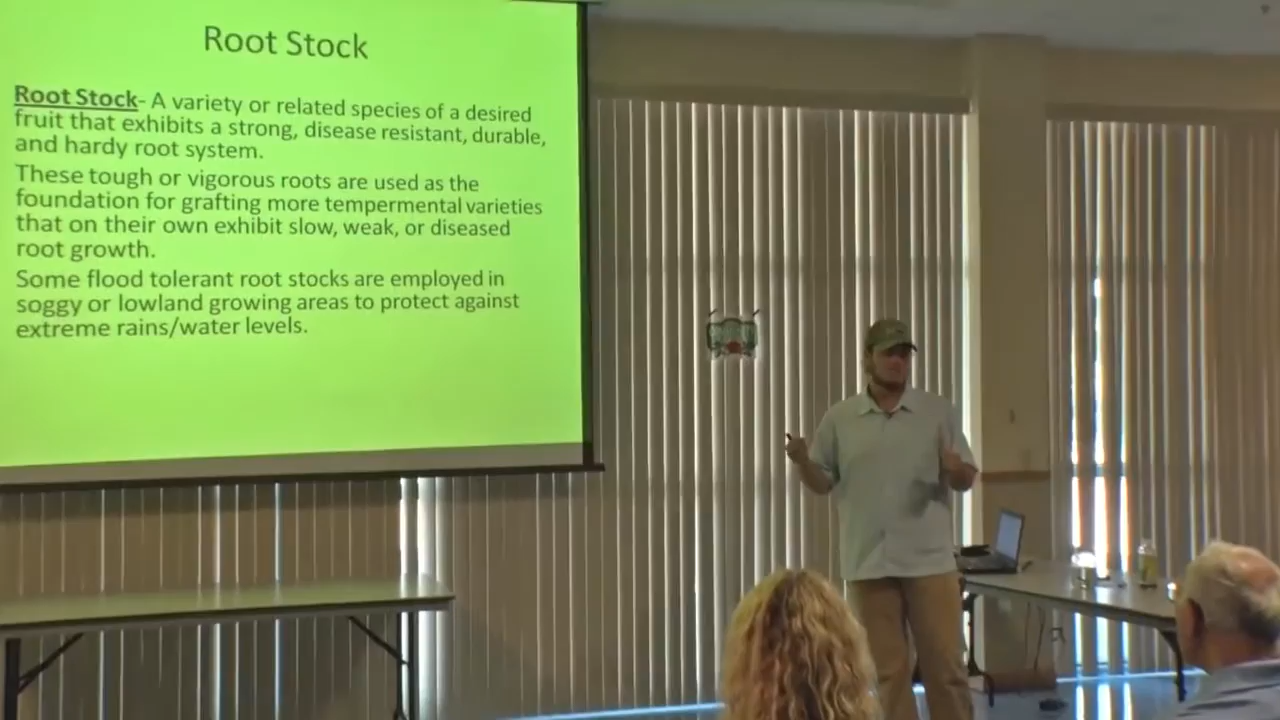 Root Stock
Root Stock- A variety or related species of a desired
fruit that exhibits a strong, disease resistant, durable,
and hardy root system.
These tough or vigorous roots are used as the
foundation for grafting more tempermental varieties
that on their own exhibit slow, weak, or diseased
root growth.
Some flood tolerant root stocks are employed in
soggy or lowland growing areas to protect against
extreme rains/water levels.